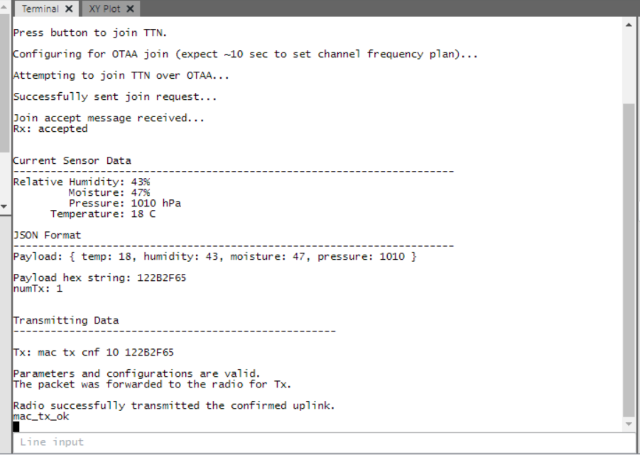 Terminal X XY Plot X
Press button to join TTN.
Configuring for OTAA join (expect ~10 sec to set channel frequency plan)...
Attempting to join TTN over OTAA...
Successfully sent join request...
Join accept message received...
Rx: accepted
Current Sensor Data
-----------------------------------------------------------------------
Relative Humidity: 43%
Moisture: 47%
Pressure: 1010 hPa
Temperature: 18 C
JSON Format
-----------------------------------------------------------------------
Payload: { temp: 18, humidity: 43, moisture: 47, pressure: 1010 }
Payload hex string: 122B2F65
numTx: 1
Transmitting Data
----------------------------------------------------
Tx: mac tx cnf 10 122B2F65
Parameters and configurations are valid.
The packet was forwarded to the radio for Tx.
Radio successfully transmitted the confirmed uplink.
mac_tx_ok
Line input